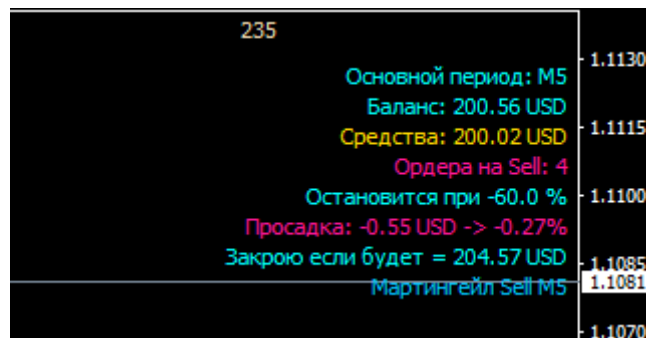 235
1.1130
Основной период: M5
Баланс: 200.56 USD
1.1115
Средства: 200.02 USD
Ордера на Sell: 4
Остановится при -60.0 %
1.1100
Просадка: -0.55 USD -> -0.27%
Закрою если будет = 204.57 USD
1.1085
1.1081
Мартингейл Sell M5
1.1070